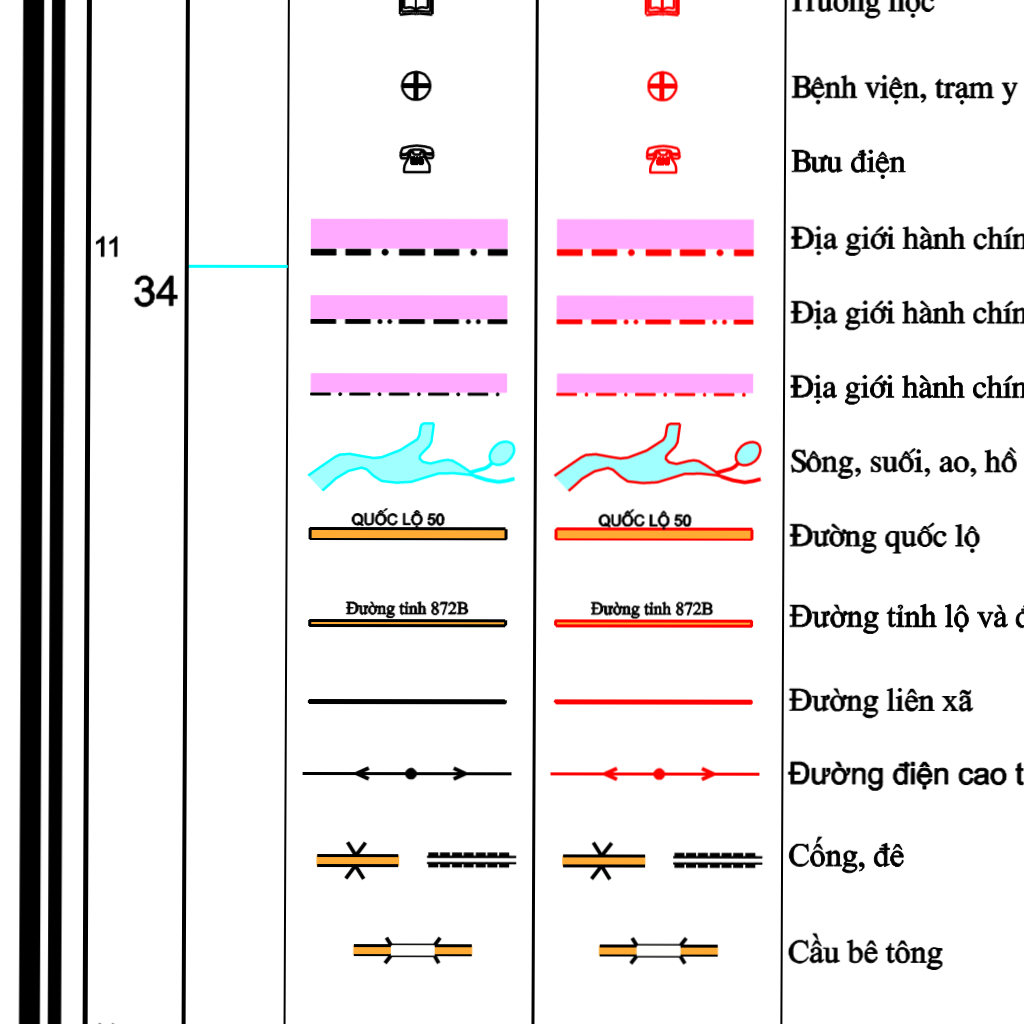 Trường học
Bệnh viện, trạm y
Bưu điện
11
34
Địa giới hành chín
Địa giới hành chín
Địa giới hành chín
Sông, suối, ao, hồ
QUỐC LỘ 50
QUỐC LỘ 50
Đường quốc lộ
Đường tỉnh 872B
Đường tỉnh 872B
Đường tỉnh lộ và đ
Đường liên xã
Đường điện cao t
Cống, đê
Cầu bê tông